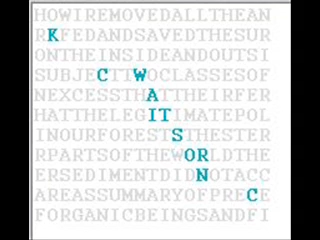 HOWIREMOVEDALLTHEAN
RKFEDANDSAVEDTHESUR
ONTHEINSIDEANDOUTSI
SUBJECTTWOCLASSESOF
NEXCESSTHATTHEIRFER
HATTHELEGITIMATEPOL
INOURFORESTSTHESTER
RPARTSOFTHEWORLDTHE
ERSEDIMENTDIDNOTACC
AREASSUMMARYOFPRECE
FORGANICBEINGSANDFI